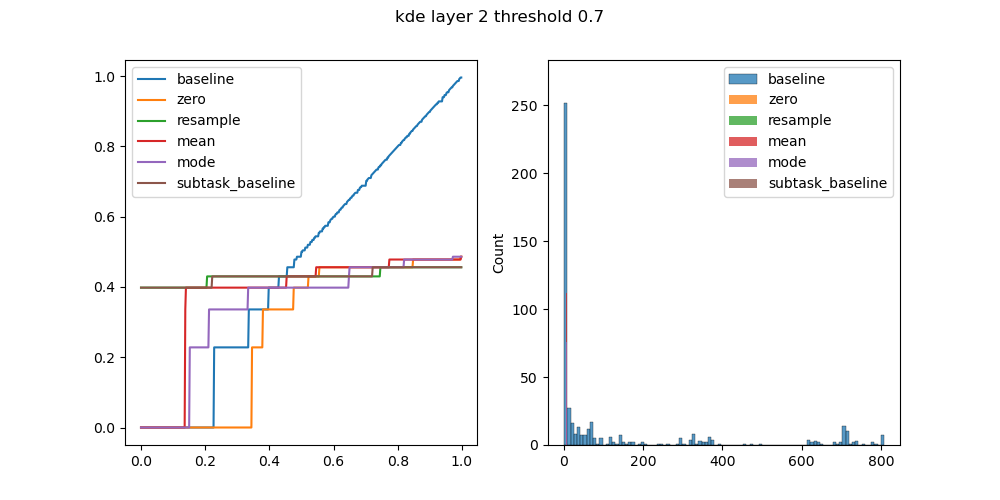 kde layer 2 threshold 0.7
baseline
zero
resample
mean
mode
subtask_baseline
1.0
0.8
0.6
0.4
0.2
0.0
0.0 0.2 0.4 0.6 0.8 1.0
baseline
zero
resample
mean
mode
subtask_baseline
Count
250
200
150
100
50
0
0 200 400 600 800